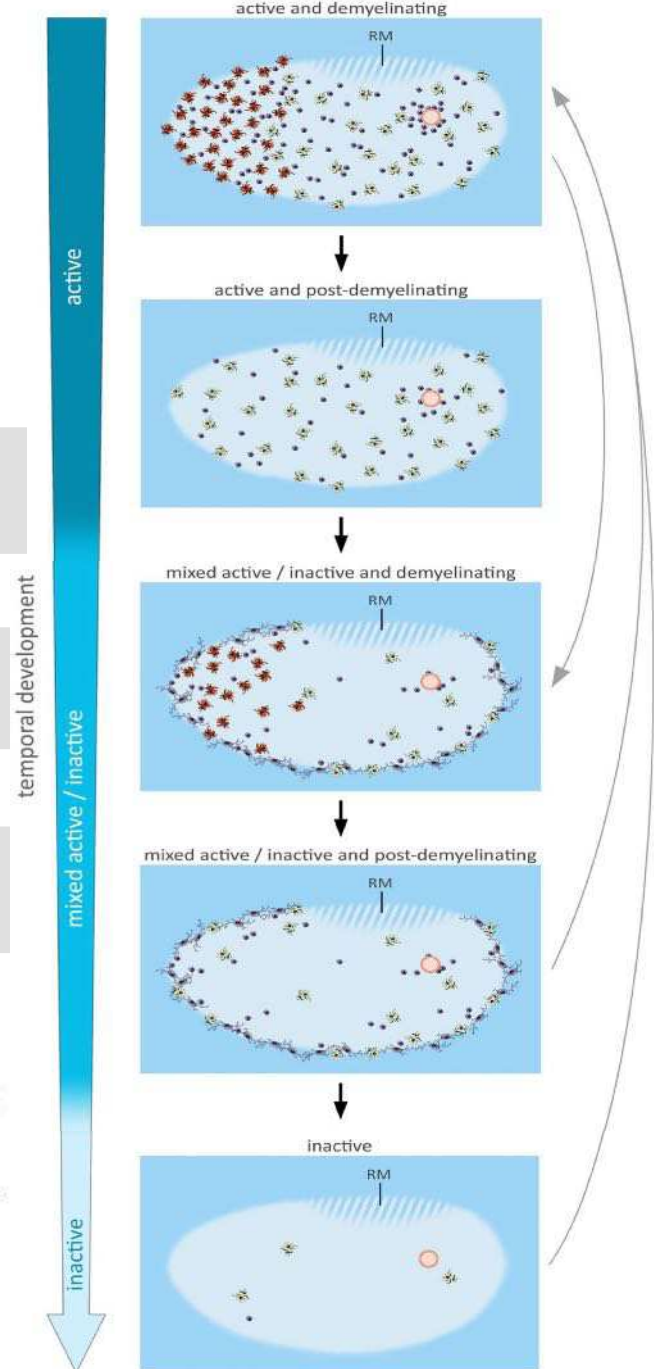 active and demyelinating
RM
active
active and post-demyelinating
RM
temporal development
mixed active / inactive and demyelinating
RM
mixed active / inactive
mixed active / inactive and post-demyelinating
RM
inactive
RM
inactive